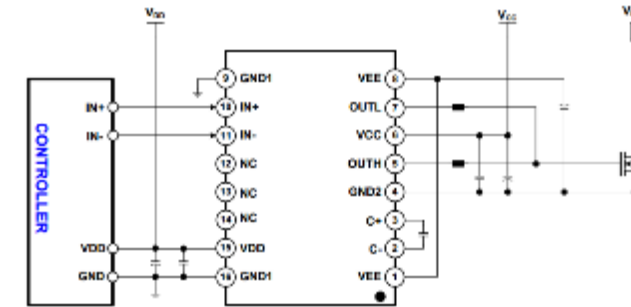 VDD
VCC
CONTROLLER
IN+
IN-
VDD
GND
9 GND1
10 IN+
11 IN-
12 NC
13 NC
14 NC
15 VDD
16 GND1
VEE 8
OUTL 7
VCC 6
OUTH 5
GND2 4
C+ 3
C- 2
VEE 1